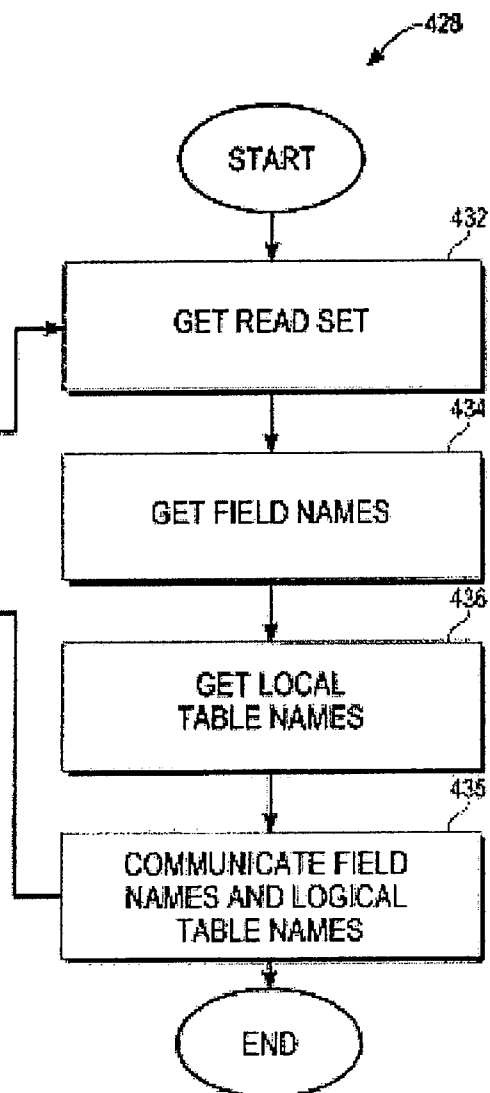 428
START
432
GET READ SET
434
GET FIELD NAMES
436
GET LOCAL
TABLE NAMES
435
COMMUNICATE FIELD
NAMES AND LOGICAL
TABLE NAMES
END